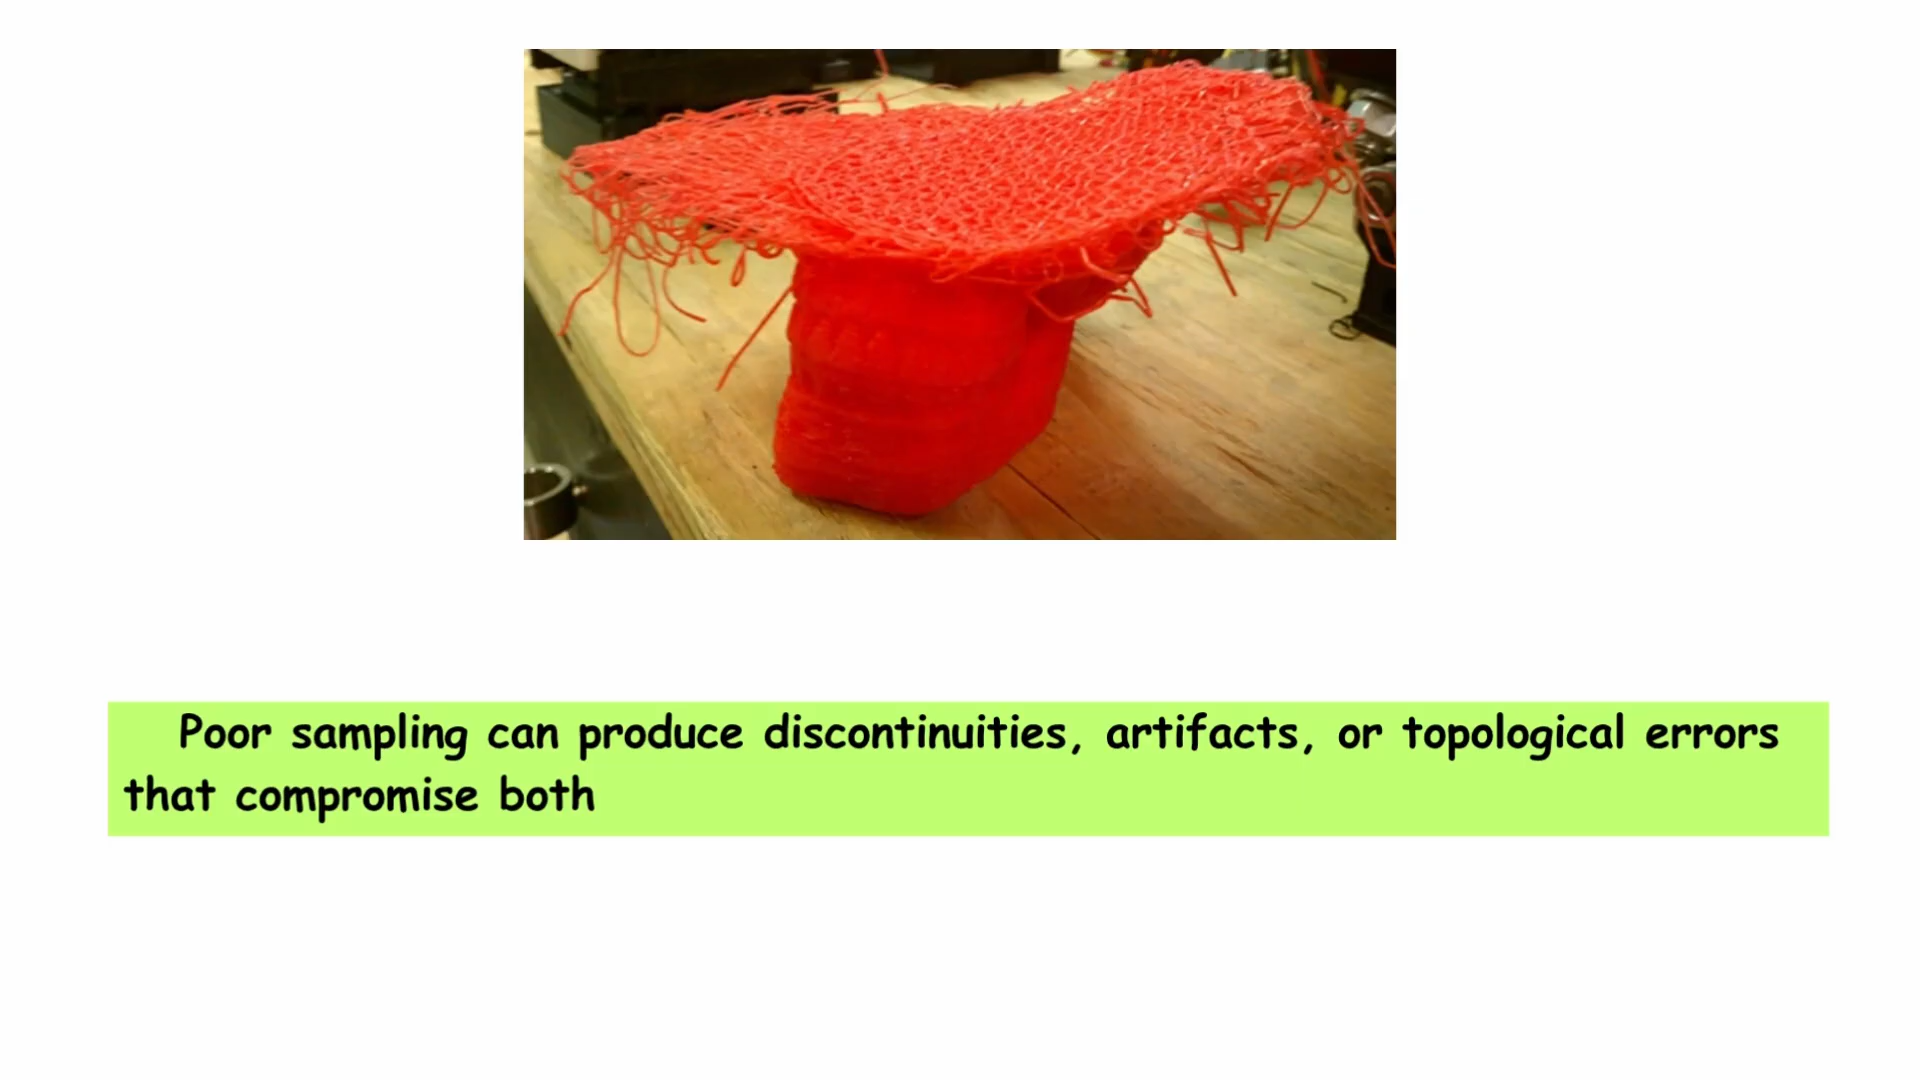 Poor sampling can produce discontinuities, artifacts, or topological errors
that compromise both